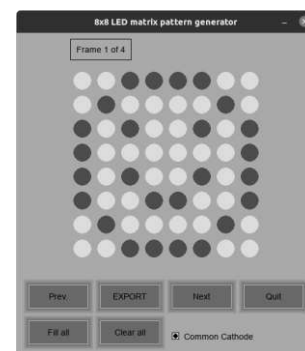 8x8 LED matrix pattern generator
Frame 1 of 4
Prev. EXPORT Next Quit
Fill all Clear all Common Cathode